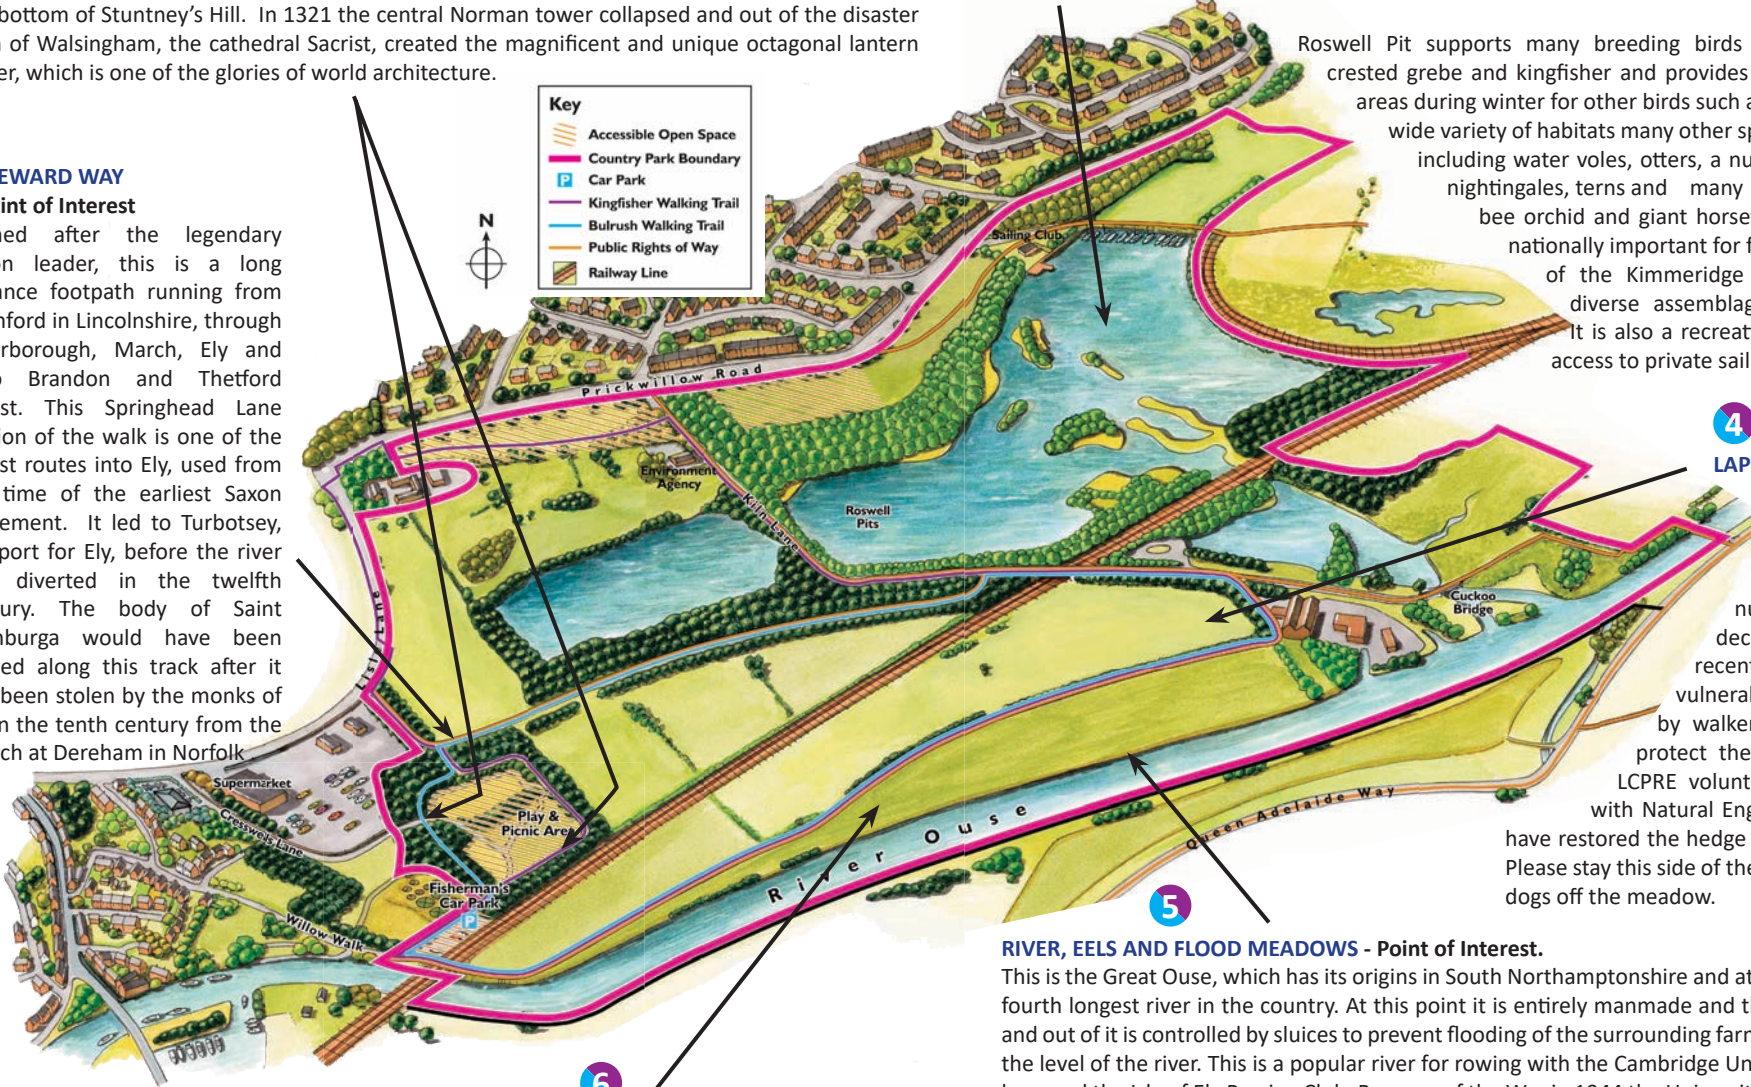 bottom of Stuntney’s Hill. In 1321 the central Norman tower collapsed and out of the disaster
of Walsingham, the cathedral Sacrist, created the magnificent and unique octagonal lantern
er, which is one of the glories of world architecture.
EWARD WAY
int of Interest
ned after the legendary
on leader, this is a long
ance footpath running from
nford in Lincolnshire, through
rborough, March, Ely and
Brandon and Thetford
st. This Springhead Lane
ion of the walk is one of the
st routes into Ely, used from
time of the earliest Saxon
ement. It led to Turbotsey,
port for Ely, before the river
diverted in the twelfth
ury. The body of Saint
nburga would have been
ed along this track after it
been stolen by the monks of
n the tenth century from the
ch at Dereham in Norfolk
Key
Accessible Open Space
Country Park Boundary
P Car Park
Kingfisher Walking Trail
Bulrush Walking Trail
Public Rights of Way
Railway Line
N
Roswell Pit supports many breeding birds
crested grebe and kingfisher and provides
areas during winter for other birds such a
wide variety of habitats many other sp
including water voles, otters, a nu
nightingales, terns and many
bee orchid and giant horse
nationally important for f
of the Kimmeridge
diverse assemblag
It is also a recreat
access to private sail
Sailing Club
Prickwillow Road
Environment
Agency
Kiln Lane
Roswell
Pits
Lisle Lane
Cuckoo
Bridge
4
LAP
nu
dec
recent
vulneral
by walker
protect the
LCPRE volunt
with Natural Eng
have restored the hedge
Please stay this side of the
dogs off the meadow.
Supermarket
Cresswells Lane
Play &
Picnic Area
Fisherman's
Car Park
P
Willow Walk
River Ouse
Queen Adelaide Way
5
RIVER, EELS AND FLOOD MEADOWS - Point of Interest.
This is the Great Ouse, which has its origins in South Northamptonshire and at
fourth longest river in the country. At this point it is entirely manmade and t
and out of it is controlled by sluices to prevent flooding of the surrounding farm
the level of the river. This is a popular river for rowing with the Cambridge Un
6